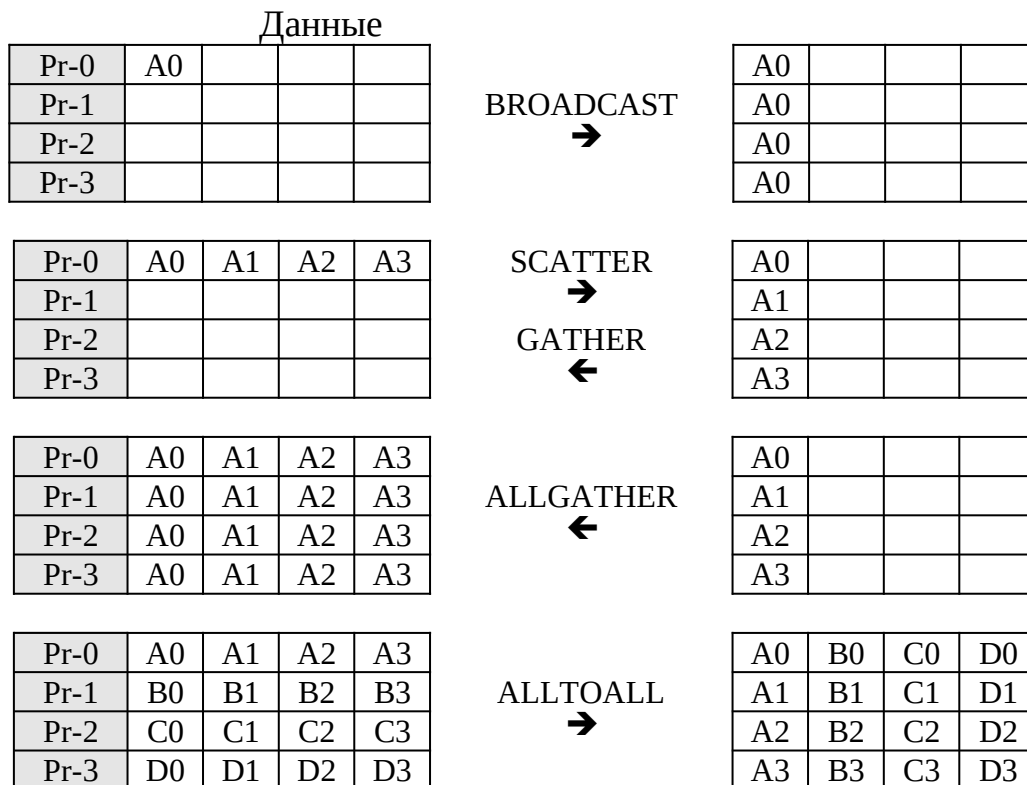 Данные
Pr-0 A0 A0
Pr-1 BROADCAST A0
Pr-2 ➔ A0
Pr-3 A0
Pr-0 A0 A1 A2 A3 SCATTER A0
Pr-1 ➔ A1
Pr-2 GATHER A2
Pr-3 🡸 A3
Pr-0 A0 A1 A2 A3 A0
Pr-1 A0 A1 A2 A3 ALLGATHER A1
Pr-2 A0 A1 A2 A3 🡸 A2
Pr-3 A0 A1 A2 A3 A3
Pr-0 A0 A1 A2 A3 A0 B0 C0 D0
Pr-1 B0 B1 B2 B3 ALLTOALL A1 B1 C1 D1
Pr-2 C0 C1 C2 C3 ➔ A2 B2 C2 D2
Pr-3 D0 D1 D2 D3 A3 B3 C3 D3